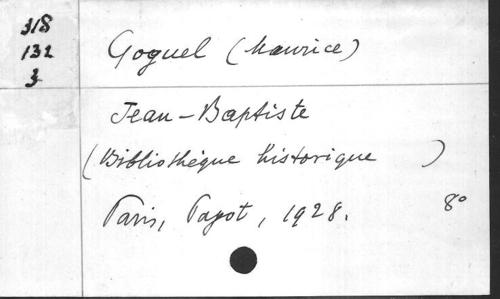 318
132
3
Goguel (Maurice)
Jean-Baptiste
(Bibliothèque historique )
Paris, Payot, 1928. 8°